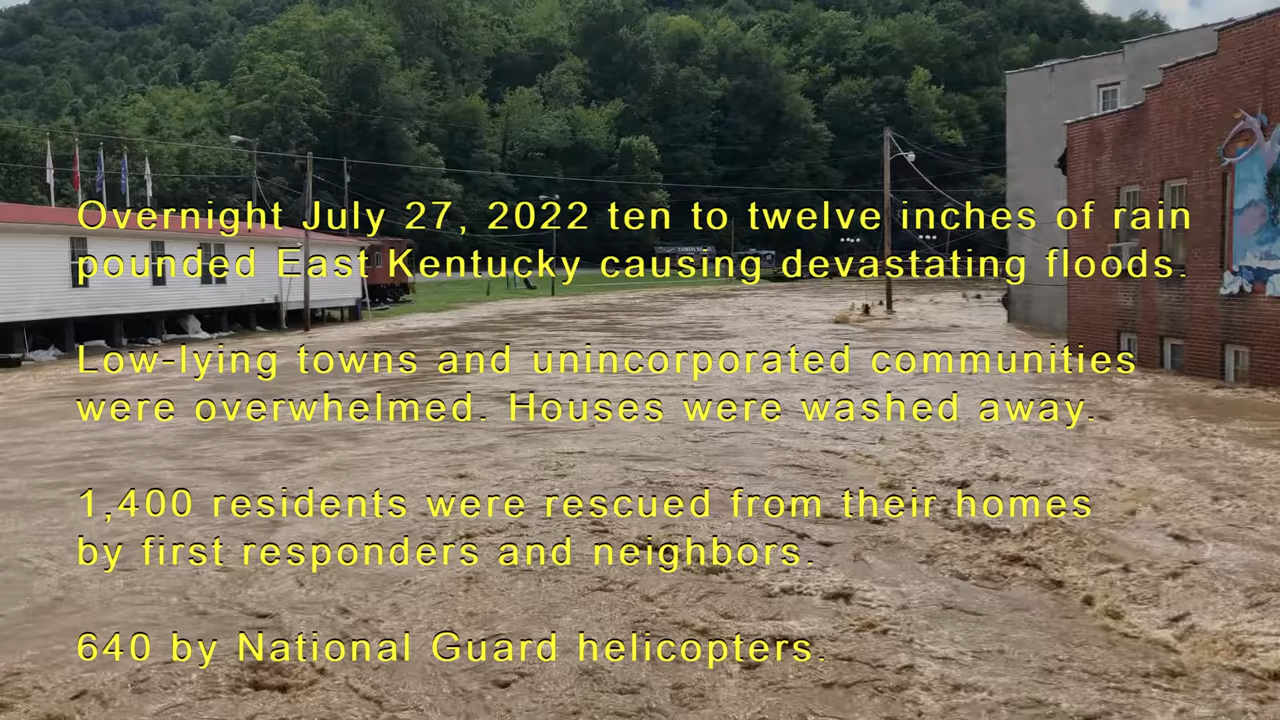 Overnight July 27, 2022 ten to twelve inches of rain
pounded East Kentucky causing devastating floods.
Low-lying towns and unincorporated communities
were overwhelmed. Houses were washed away.
1,400 residents were rescued from their homes
by first responders and neighbors.
640 by National Guard helicopters.